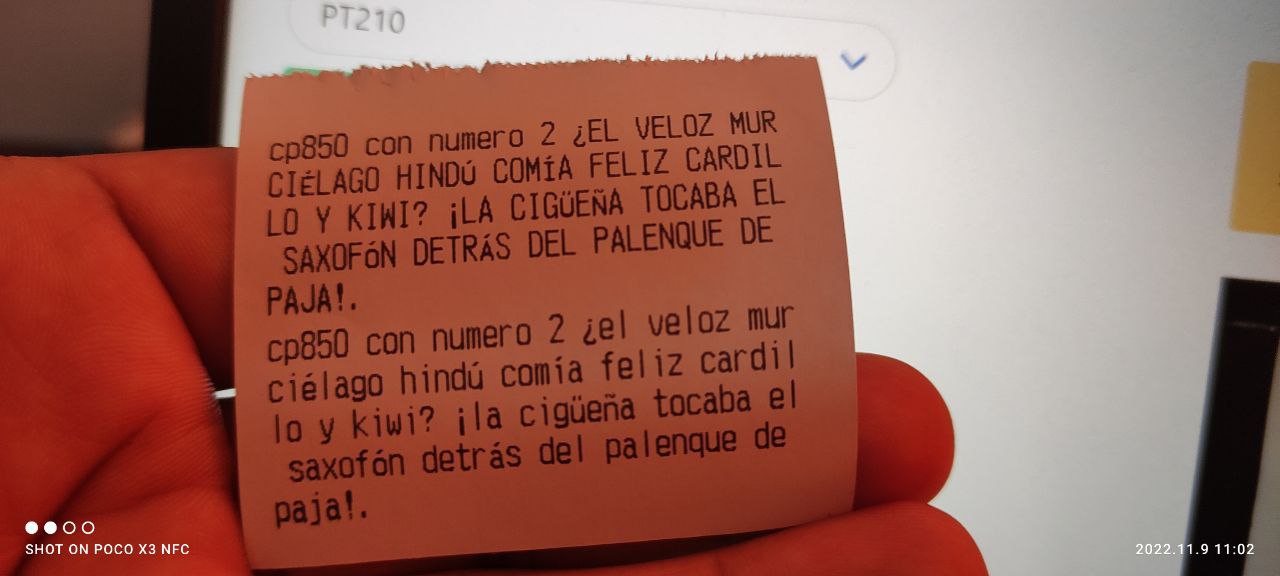 PT210
cp850 con numero 2 ¿EL VELOZ MUR
CIÉLAGO HINDú COMÍA FELIZ CARDIL
LO Y KIWI? ¡LA CIGÜEÑA TOCABA EL
SAXOFóN DETRáS DEL PALENQUE DE
PAJA!.
cp850 con numero 2 ¿el veloz mur
ciélago hindú comía feliz cardil
lo y kiwi? ¡la cigüeña tocaba el
saxofón detrás del palenque de
paja!.
SHOT ON POCO X3 NFC
2022.11.9 11:02